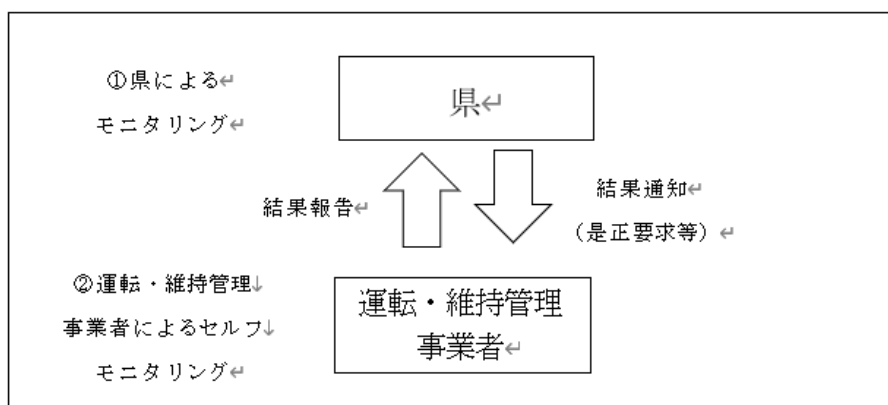 ①県による↵
モニタリング↵
県↵
結果報告↵
結果通知↵
（是正要求等）↵
②運転・維持管理↓
事業者によるセルフ↓
モニタリング↵
運転・維持管理
事業者↵